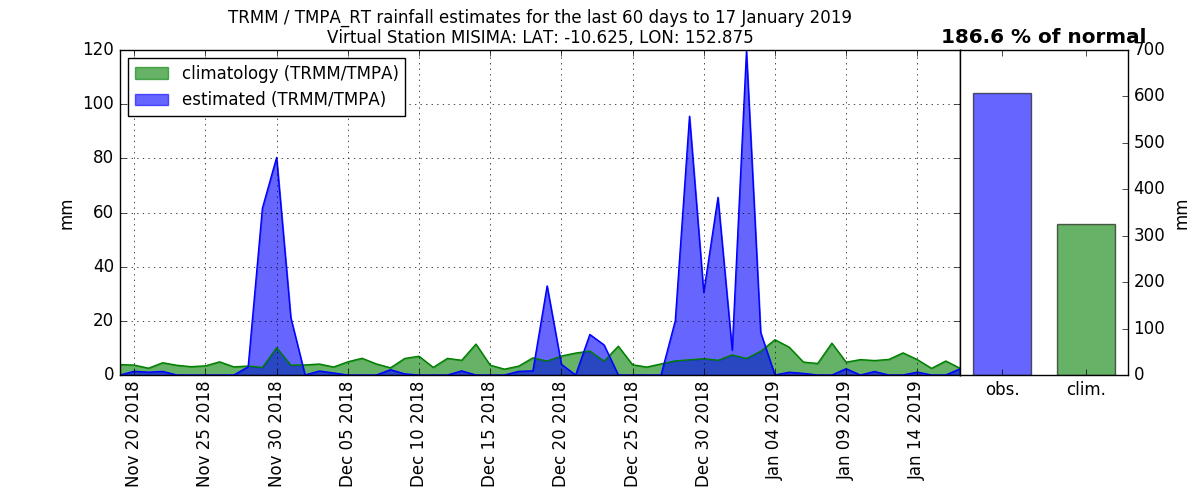 TRMM / TMPA_RT rainfall estimates for the last 60 days to 17 January 2019
Virtual Station MISIMA: LAT: -10.625, LON: 152.875
186.6 % of normal
climatology (TRMM/TMPA)
estimated (TRMM/TMPA)
mm
120
100
80
60
40
20
0
Nov 20 2018
Nov 25 2018
Nov 30 2018
Dec 05 2018
Dec 10 2018
Dec 15 2018
Dec 20 2018
Dec 25 2018
Dec 30 2018
Jan 04 2019
Jan 09 2019
Jan 14 2019
700
600
500
400
300
200
100
0
mm
obs.
clim.